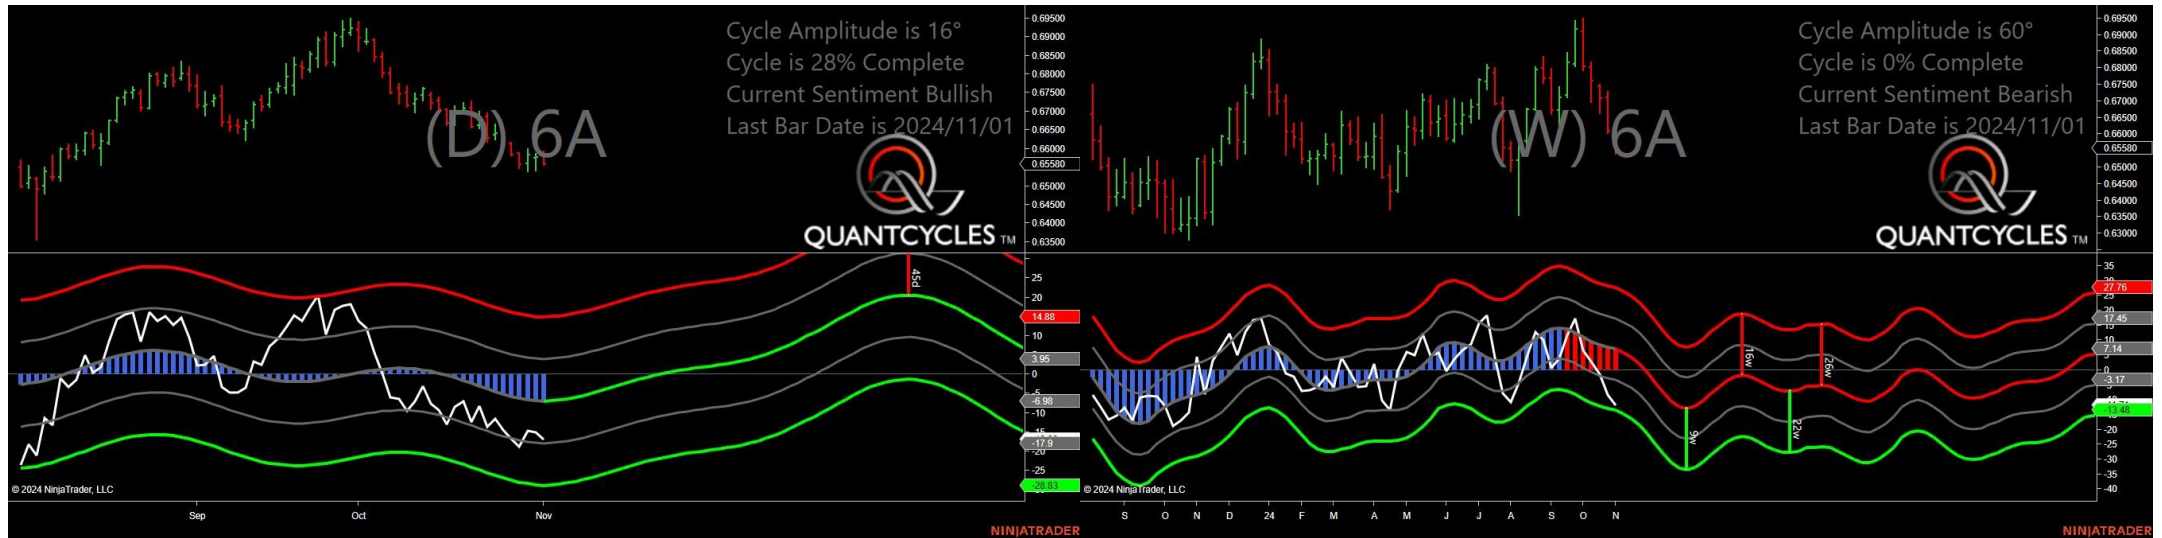 Cycle Amplitude is 16°
Cycle is 28% Complete
Current Sentiment Bullish
Last Bar Date is 2024/11/01
(D) 6A
QUANTCYCLES TM
0.69500
0.69000
0.68500
0.68000
0.67500
0.67000
0.66500
0.66000
0.65580
0.65000
0.64500
0.64000
0.63500
45d
25
20
14.88
10
5
3.95
0
-5
-6.98
-10
-15
-17.9
-20
-25
-28.83
© 2024 NinjaTrader, LLC
Sep
Oct
Nov
NINJATRADER
Cycle Amplitude is 60°
Cycle is 0% Complete
Current Sentiment Bearish
Last Bar Date is 2024/11/01
(W) 6A
QUANTCYCLES TM
0.69500
0.69000
0.68500
0.68000
0.67500
0.67000
0.66500
0.66000
0.65580
0.65000
0.64500
0.64000
0.63500
0.63000
16w
26w
9w
22w
35
27.76
25
17.45
15
10
7.14
5
0
-3.17
-13.48
-20
-25
-30
-35
-40
© 2024 NinjaTrader, LLC
S
O
N
D
24
F
M
A
M
J
J
A
S
O
N
NINJATRADER